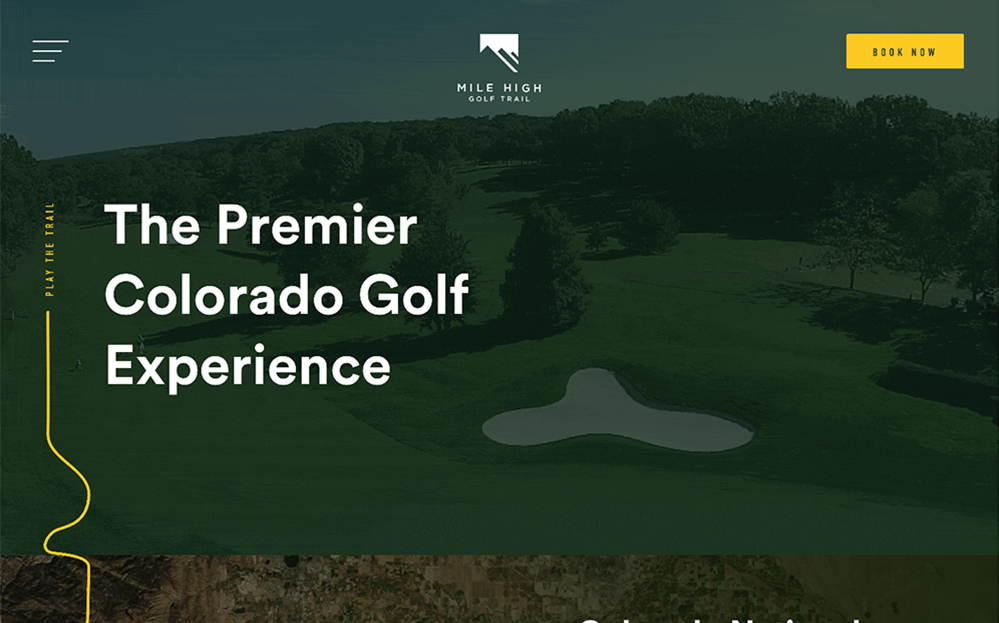 MILE HIGH
GOLF TRAIL
BOOK NOW
PLAY THE TRAIL
The Premier
Colorado Golf
Experience